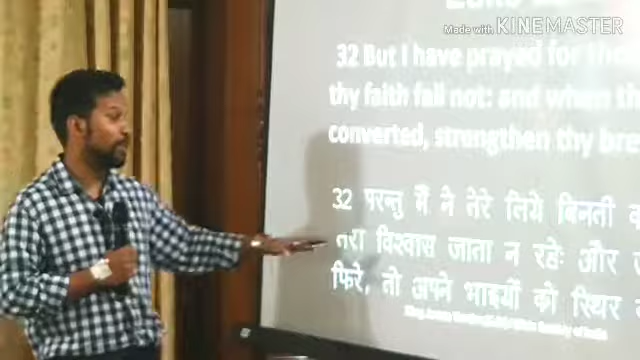 Made with KINEMASTER
32 But I have prayed for
thy faith fail not: and when
converted, strengthen thy
32 परन्तु मैं ने तेरे लिये बिनती
तेरा विश्वास जाता न रहेः और
फिरे, तो अपने भाइयों को स्थिर